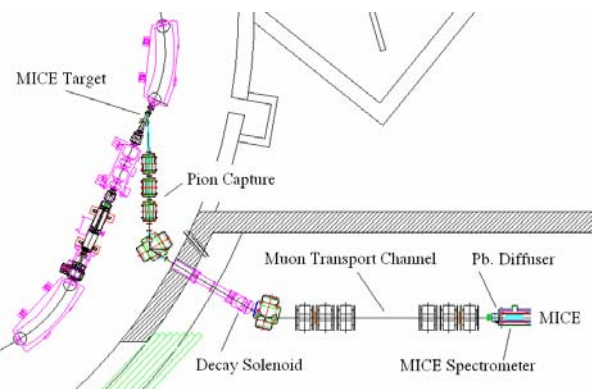 MICE Target
Pion Capture
Muon Transport Channel
Pb. Diffuser
MICE
Decay Solenoid
MICE Spectrometer